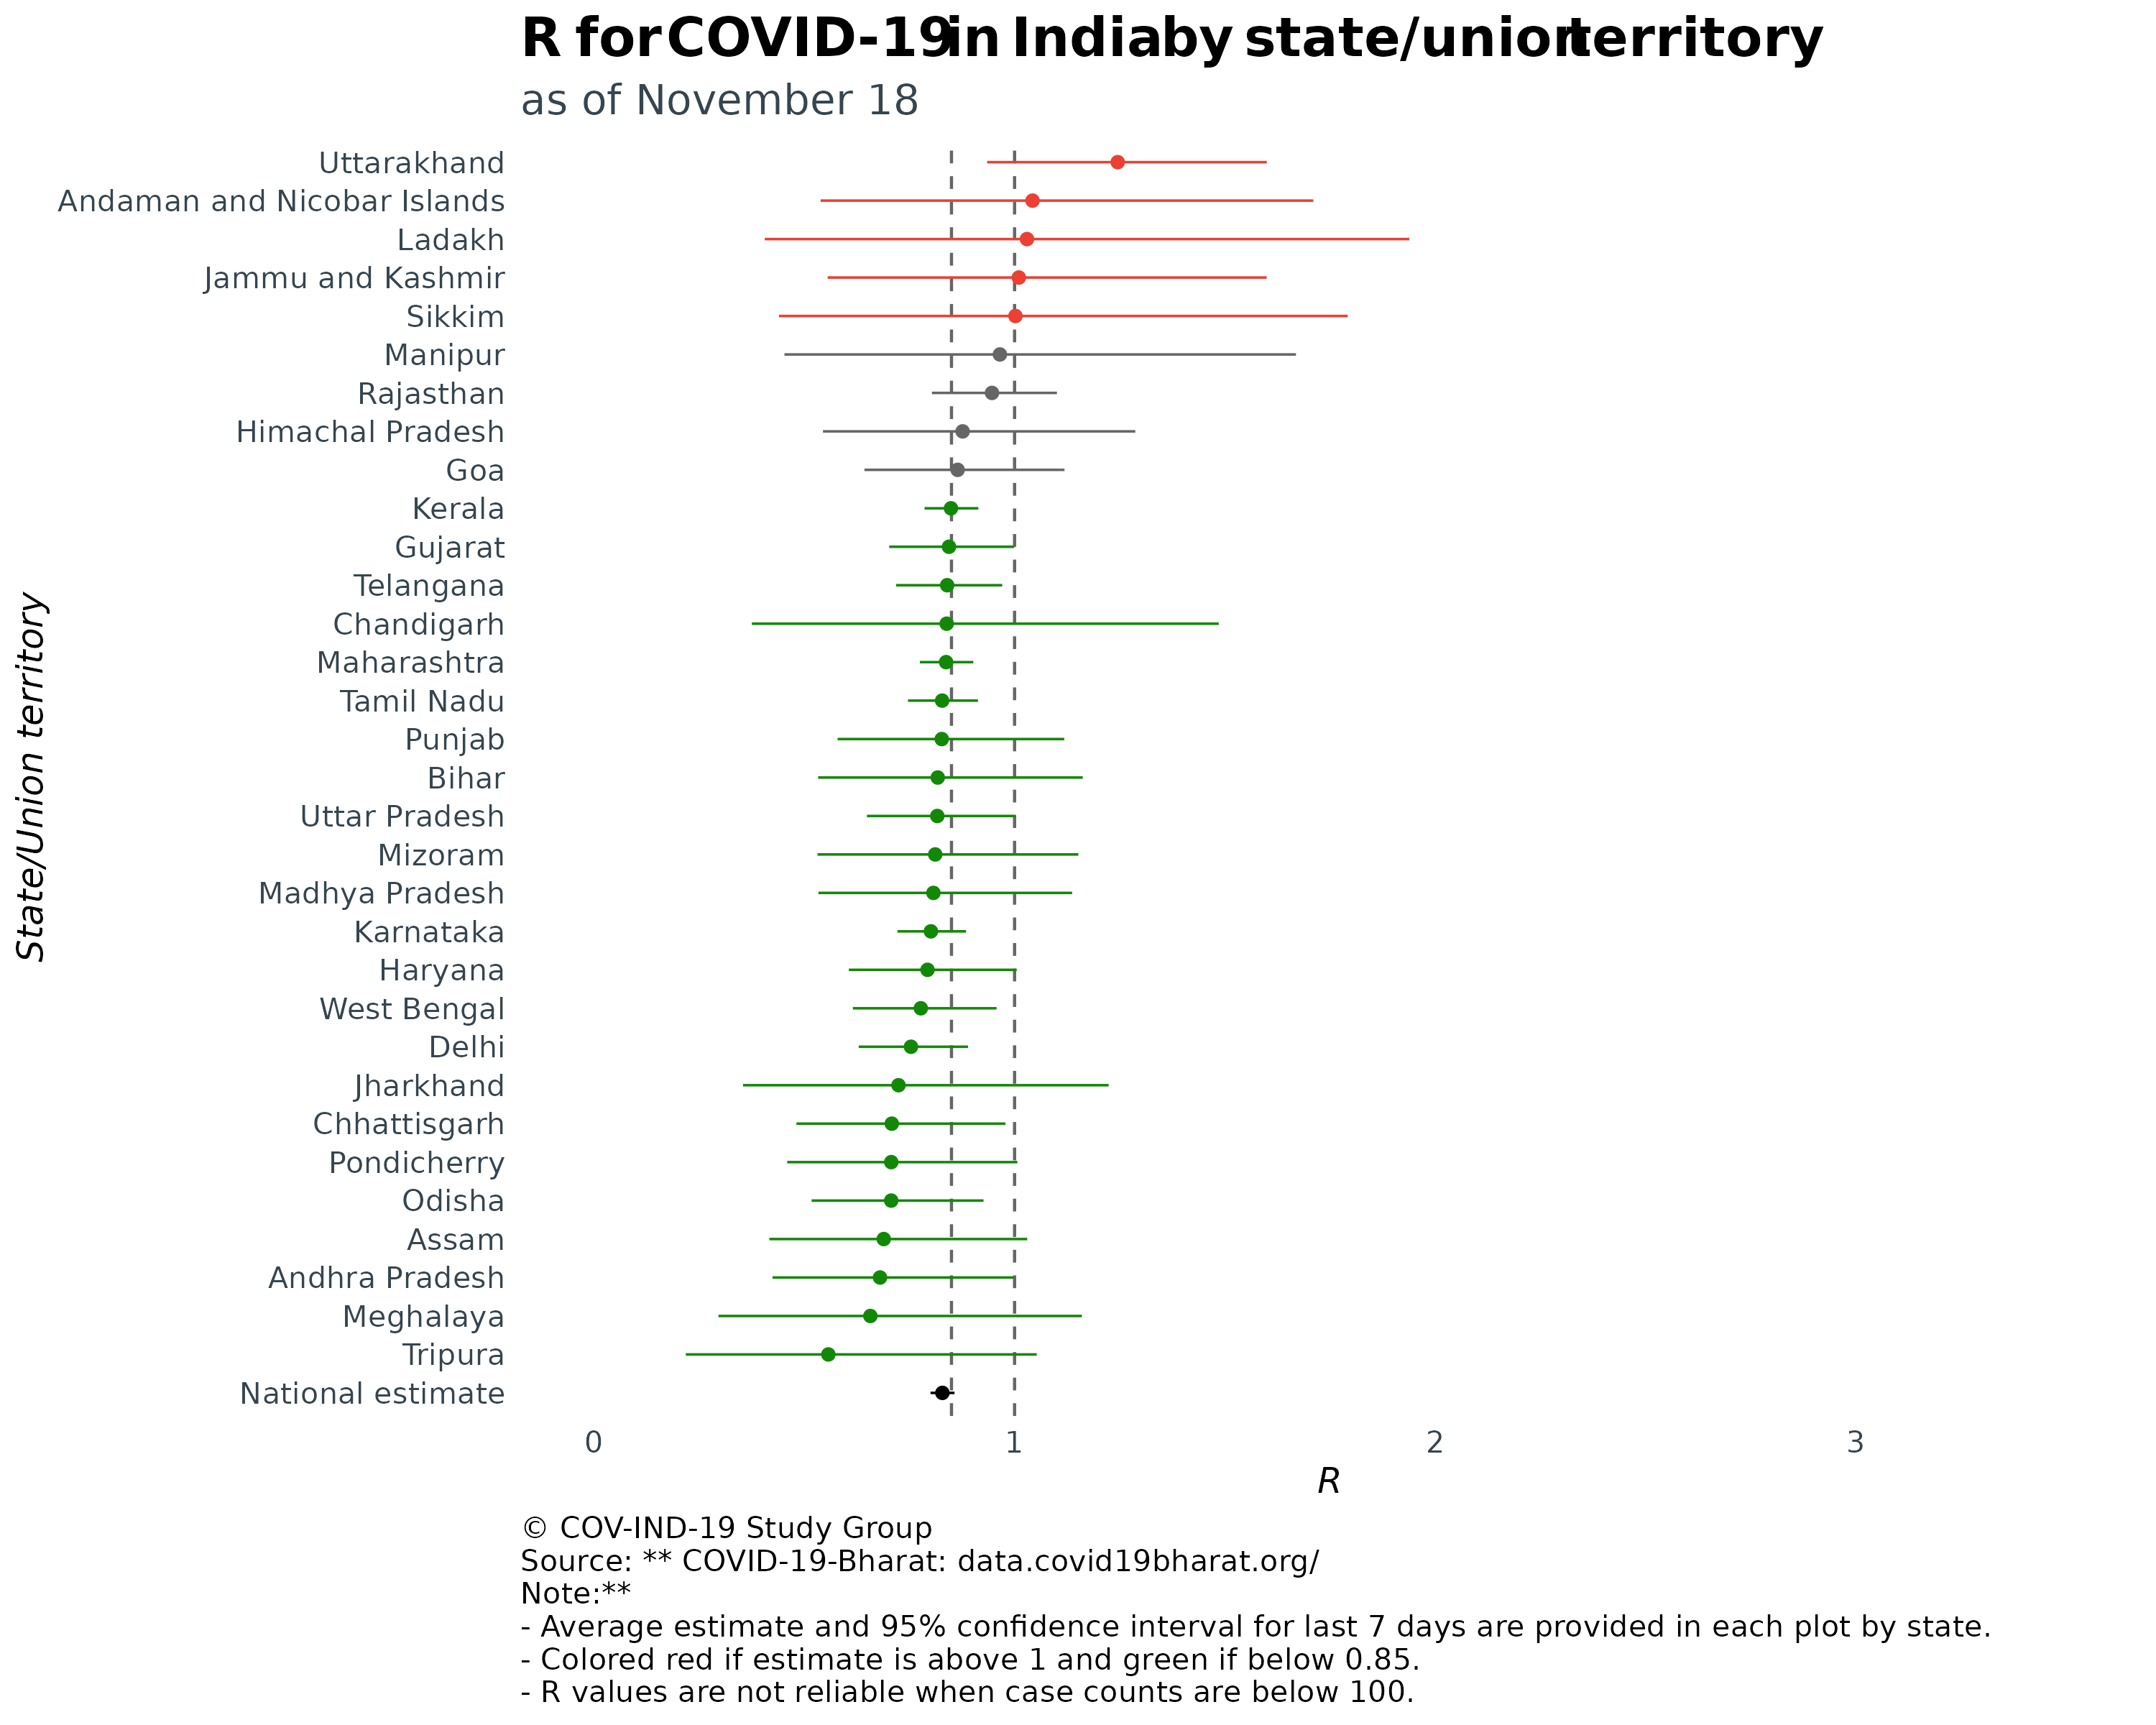 R for COVID-19 in India by state/union territory
as of November 18
Uttarakhand
Andaman and Nicobar Islands
Ladakh
Jammu and Kashmir
Sikkim
Manipur
Rajasthan
Himachal Pradesh
Goa
Kerala
Gujarat
Telangana
Chandigarh
Maharashtra
Tamil Nadu
Punjab
Bihar
Uttar Pradesh
Mizoram
Madhya Pradesh
Karnataka
Haryana
West Bengal
Delhi
Jharkhand
Chhattisgarh
Pondicherry
Odisha
Assam
Andhra Pradesh
Meghalaya
Tripura
National estimate
State/Union territory
0 1 2 3
R
© COV-IND-19 Study Group
Source: ** COVID-19-Bharat: data.covid19bharat.org/
Note:**
- Average estimate and 95% confidence interval for last 7 days are provided in each plot by state.
- Colored red if estimate is above 1 and green if below 0.85.
- R values are not reliable when case counts are below 100.